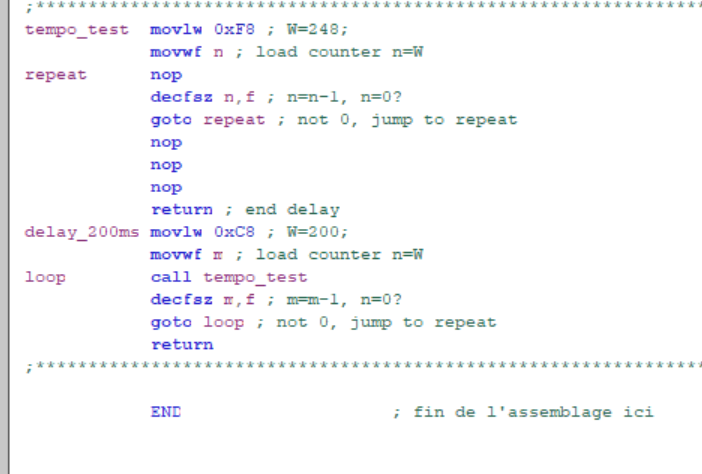 ;****************************************************************
tempo_test movlw 0xF8 ; W=248;
movwf n ; load counter n=W
repeat nop
decfsz n,f ; n=n-1, n=0?
goto repeat ; not 0, jump to repeat
nop
nop
nop
return ; end delay
delay_200ms movlw 0xC8 ; W=200;
movwf m ; load counter n=W
loop call tempo_test
decfsz m,f ; m=m-1, n=0?
goto loop ; not 0, jump to repeat
return
;****************************************************************
END ; fin de l'assemblage ici